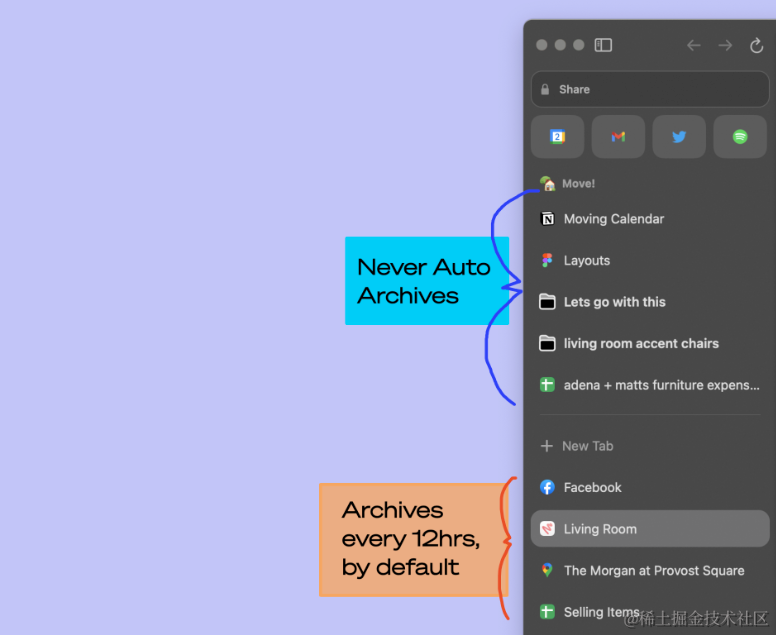 Share
2
Move!
Moving Calendar
Never Auto
Archives
Layouts
Lets go with this
living room accent chairs
adena + matts furniture expens...
New Tab
Archives
every 12hrs,
by default
Facebook
Living Room
The Morgan at Provost Square
Selling Items
@稀土掘金技术社区